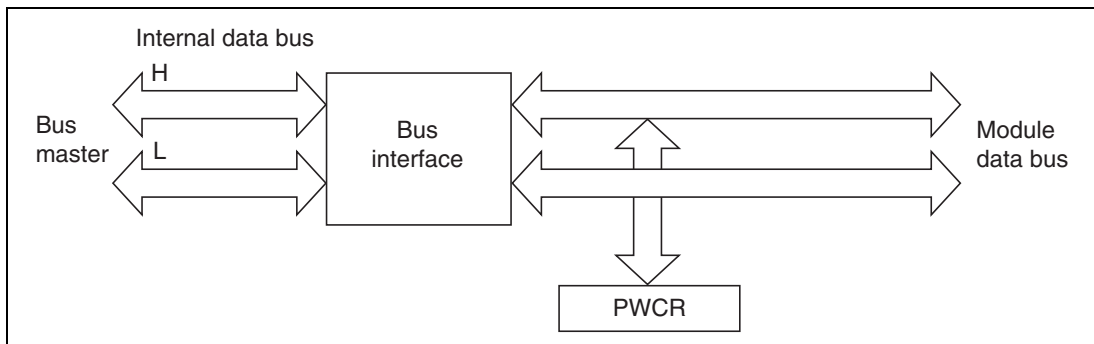 Internal data bus
H
Bus
master
L
Bus
interface
Module
data bus
PWCR